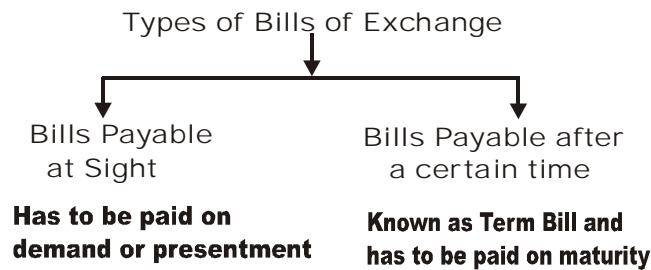 Types of Bills of Exchange
Bills Payable
at Sight
Has to be paid on
demand or presentment
Bills Payable after
a certain time
Known as Term Bill and
has to be paid on maturity